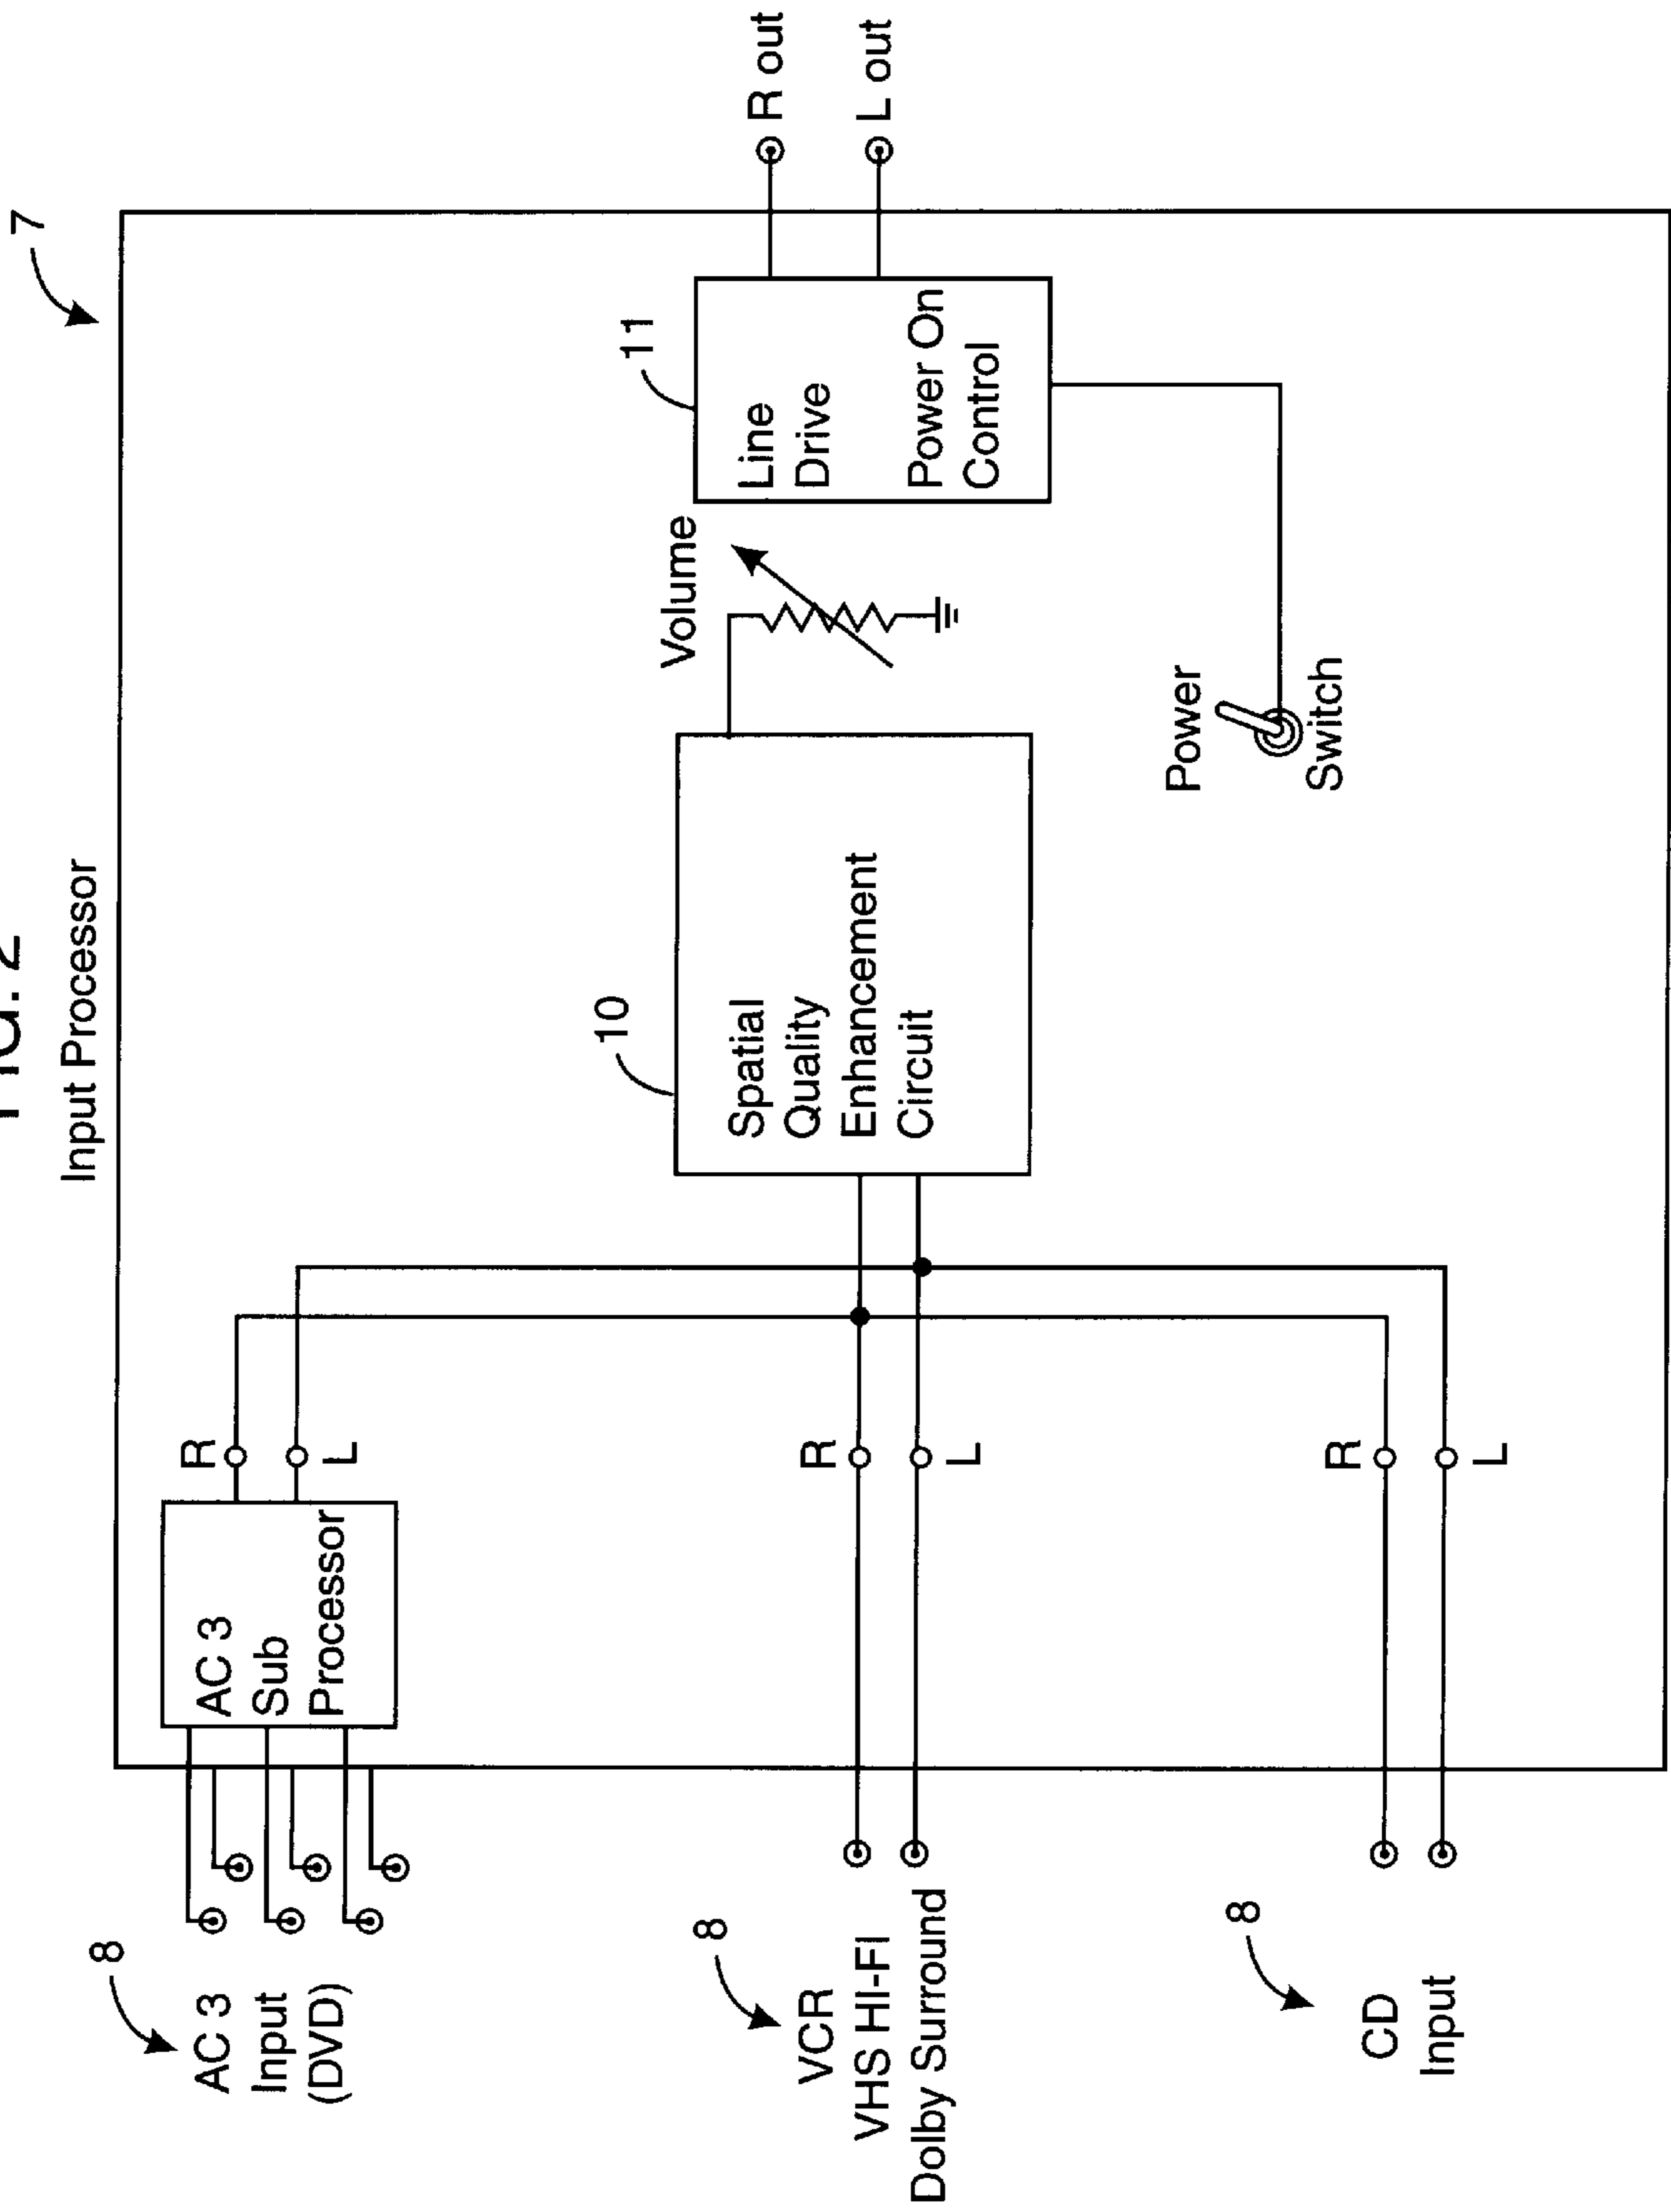 FIG. 2
Input Processor
7
8
AC 3
Input
(DVD)
AC 3
Sub
Processor
R
L
8
VCR
VHS HI-FI
Dolby Surround
R
L
8
CD
Input
R
L
10
Spatial
Quality
Enhancement
Circuit
Volume
11
Line
Drive
Power On
Control
Power
Switch
R out
L out